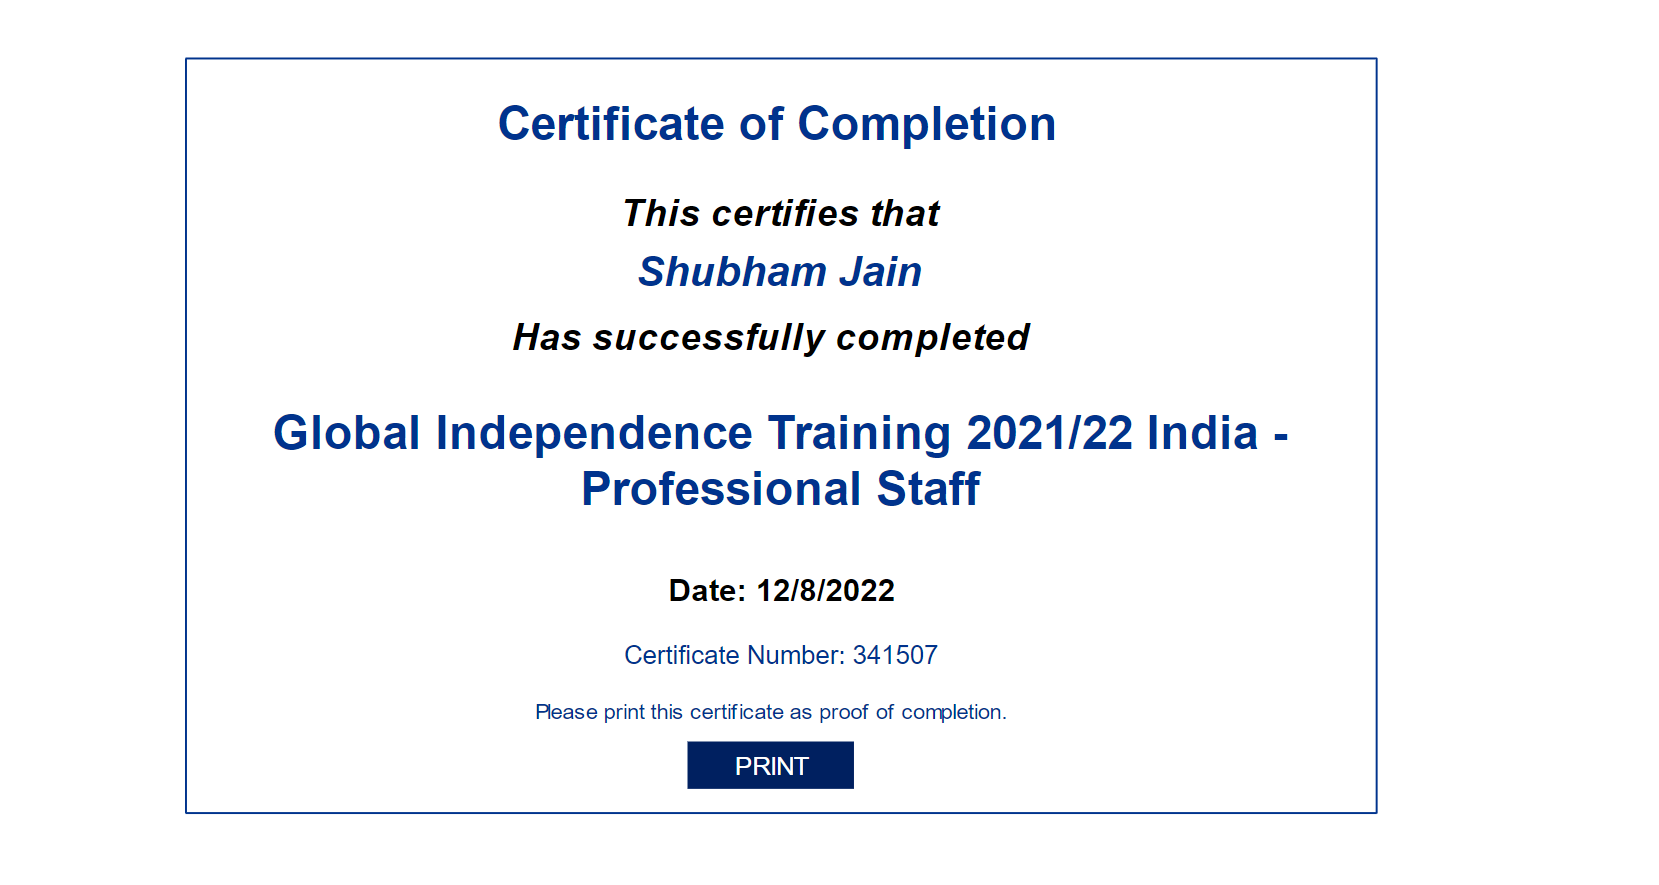 Certificate of Completion
This certifies that
Shubham Jain
Has successfully completed
Global Independence Training 2021/22 India -
Professional Staff
Date: 12/8/2022
Certificate Number: 341507
Please print this certificate as proof of completion.
PRINT